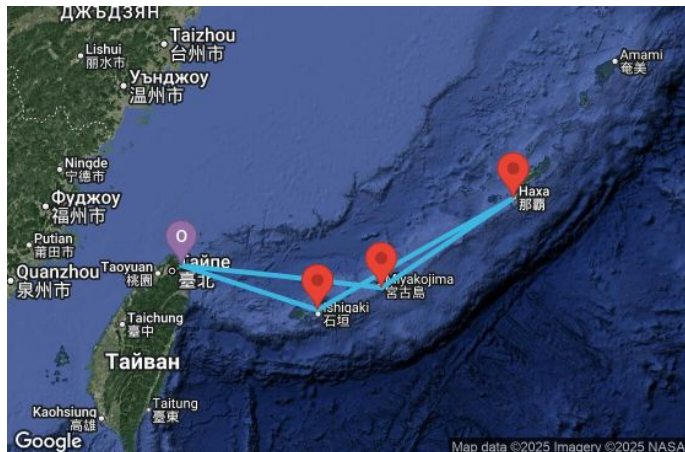 ДЖЪДЗЯН
Lishui
丽水市
Taizhou
台州市
Уънджоу
温州市
Amami
奄美
Ningde
宁德市
Фуджоу
福州市
Haxa
那覇
O
Putian
莆田市
Quanzhou
泉州市
Taoyuan
桃園
臺北
Miyakojima
宮古島
Ishigaki
石垣
Taichung
臺中
Тайван
Taitung
臺東
Kaohsiung
高雄
Google
Map data ©2025 Imagery ©2025 NASA